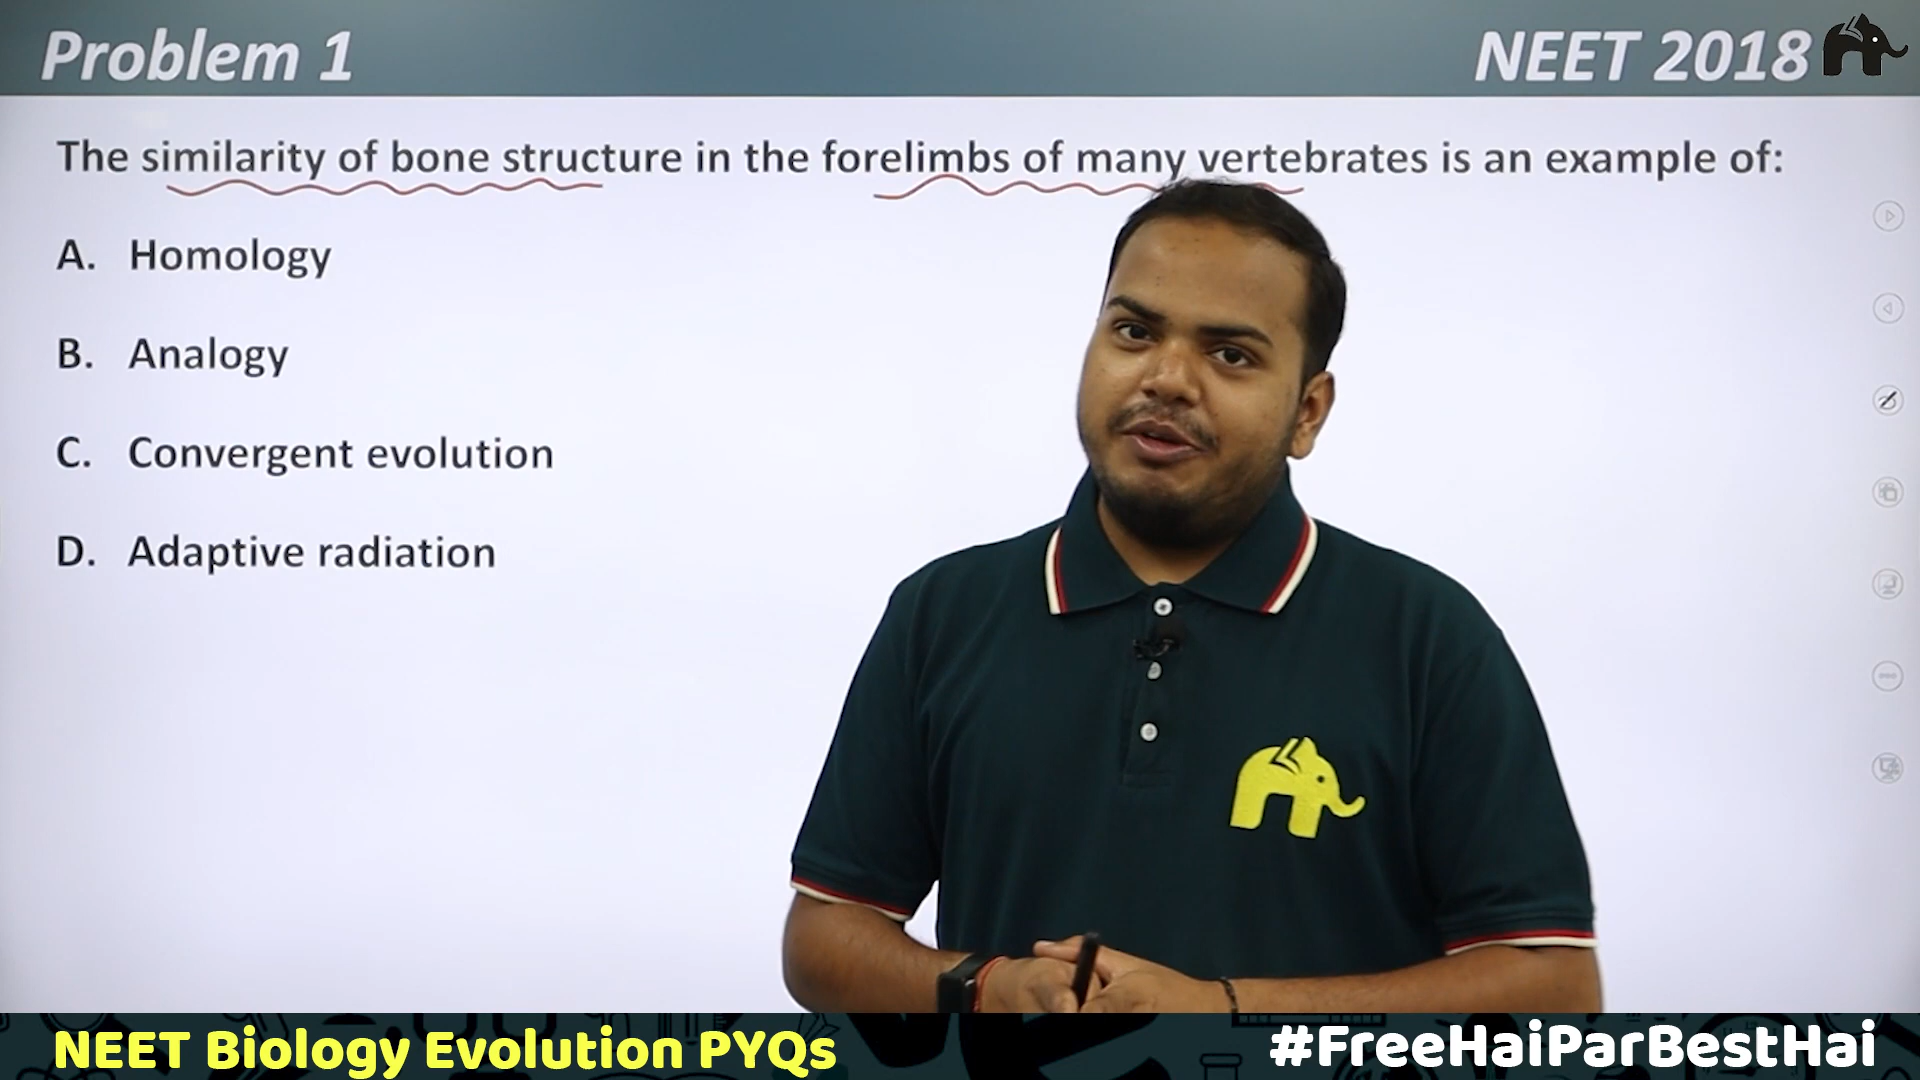 Problem 1
NEET 2018
The similarity of bone structure in the forelimbs of many vertebrates is an example of:
A. Homology
B. Analogy
C. Convergent evolution
D. Adaptive radiation
NEET Biology Evolution PYQs
#FreeHaiParBestHai